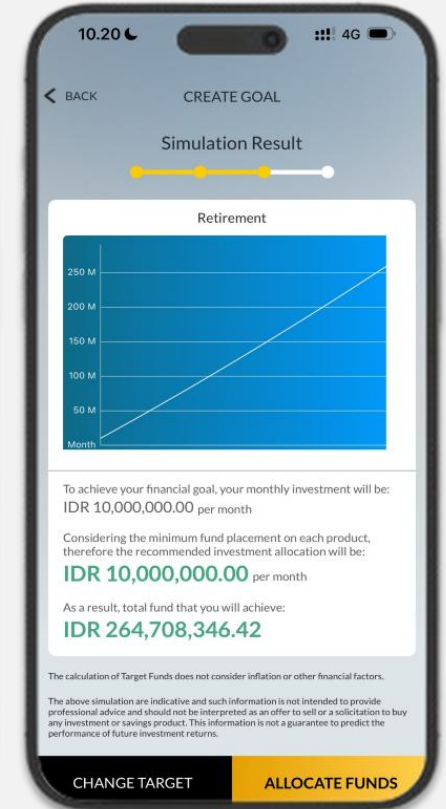 10.20
4G
BACK
CREATE GOAL
Simulation Result
Retirement
250 M
200 M
150 M
100 M
50 M
Month
To achieve your financial goal, your monthly investment will be:
IDR 10,000,000.00 per month
Considering the minimum fund placement on each product,
therefore the recommended investment allocation will be:
IDR 10,000,000.00 per month
As a result, total fund that you will achieve:
IDR 264,708,346.42
The calculation of Target Funds does not consider inflation or other financial factors.
The above simulation are indicative and such information is not intended to provide
professional advice and should not be interpreted as an offer to sell or a solicitation to buy
any investment or savings product. This information is not a guarantee to predict the
performance of future investment returns.
CHANGE TARGET
ALLOCATE FUNDS